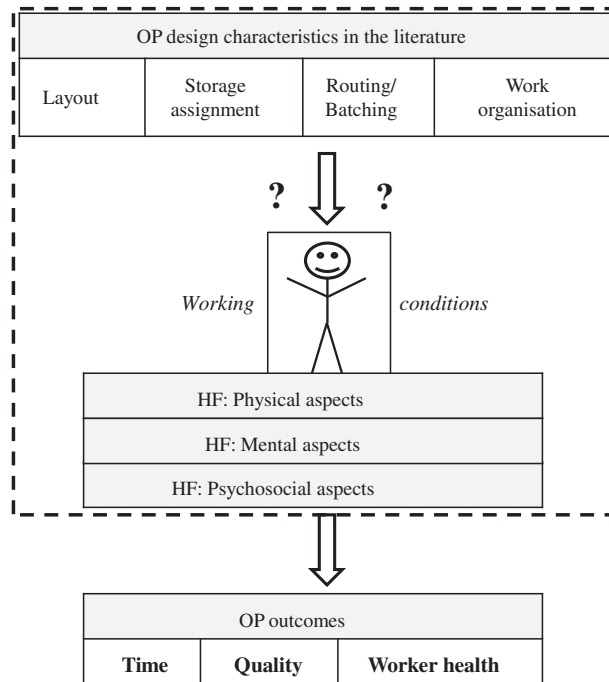 OP design characteristics in the literature
Layout
Storage
assignment
Routing/
Batching
Work
organisation
? ?
Working conditions
HF: Physical aspects
HF: Mental aspects
HF: Psychosocial aspects
OP outcomes
Time Quality Worker health